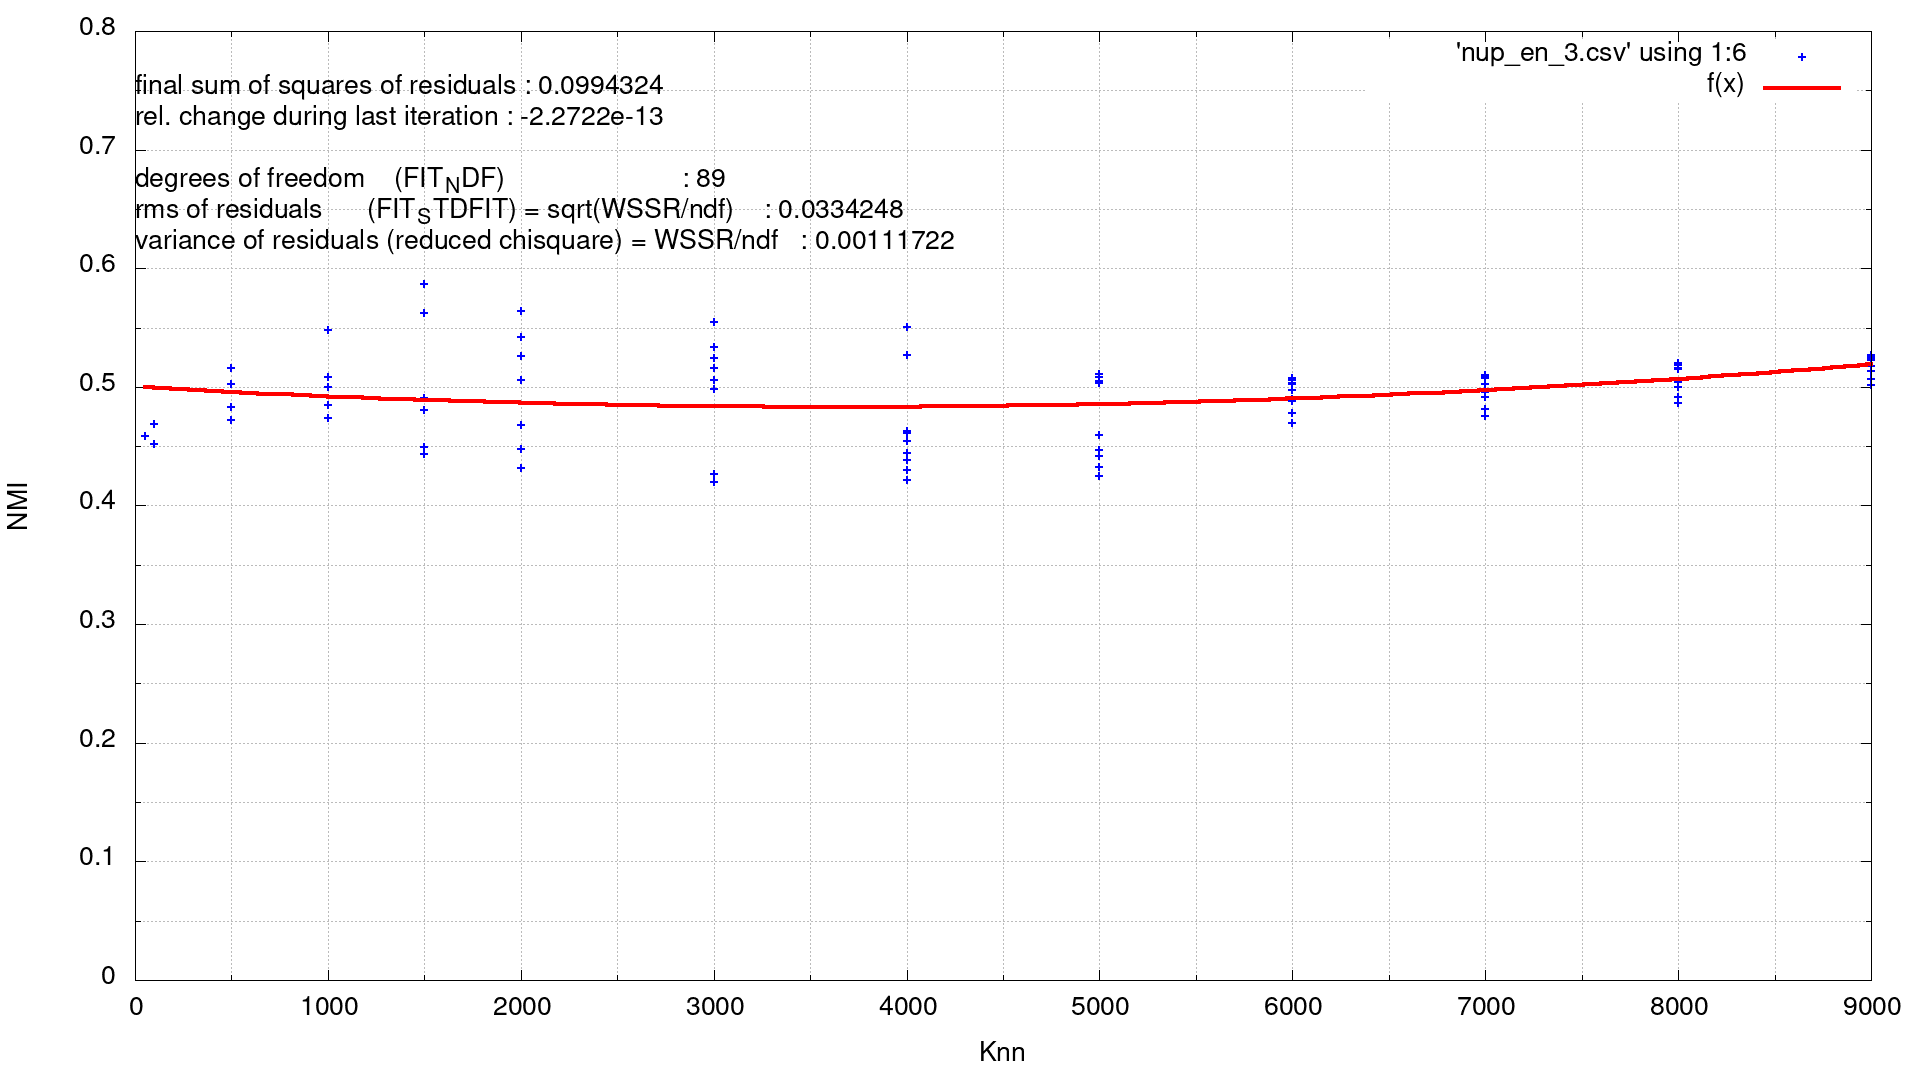 0.8
'nup_en_3.csv' using 1:6
f(x)
final sum of squares of residuals : 0.0994324
rel. change during last iteration : -2.2722e-13
0.7
degrees of freedom (FIT_NDF) : 89
rms of residuals (FIT_STDFIT) = sqrt(WSSR/ndf) : 0.0334248
variance of residuals (reduced chisquare) = WSSR/ndf : 0.00111722
0.6
0.5
0.4
NMI
0.3
0.2
0.1
0
0 1000 2000 3000 4000 5000 6000 7000 8000 9000
Knn